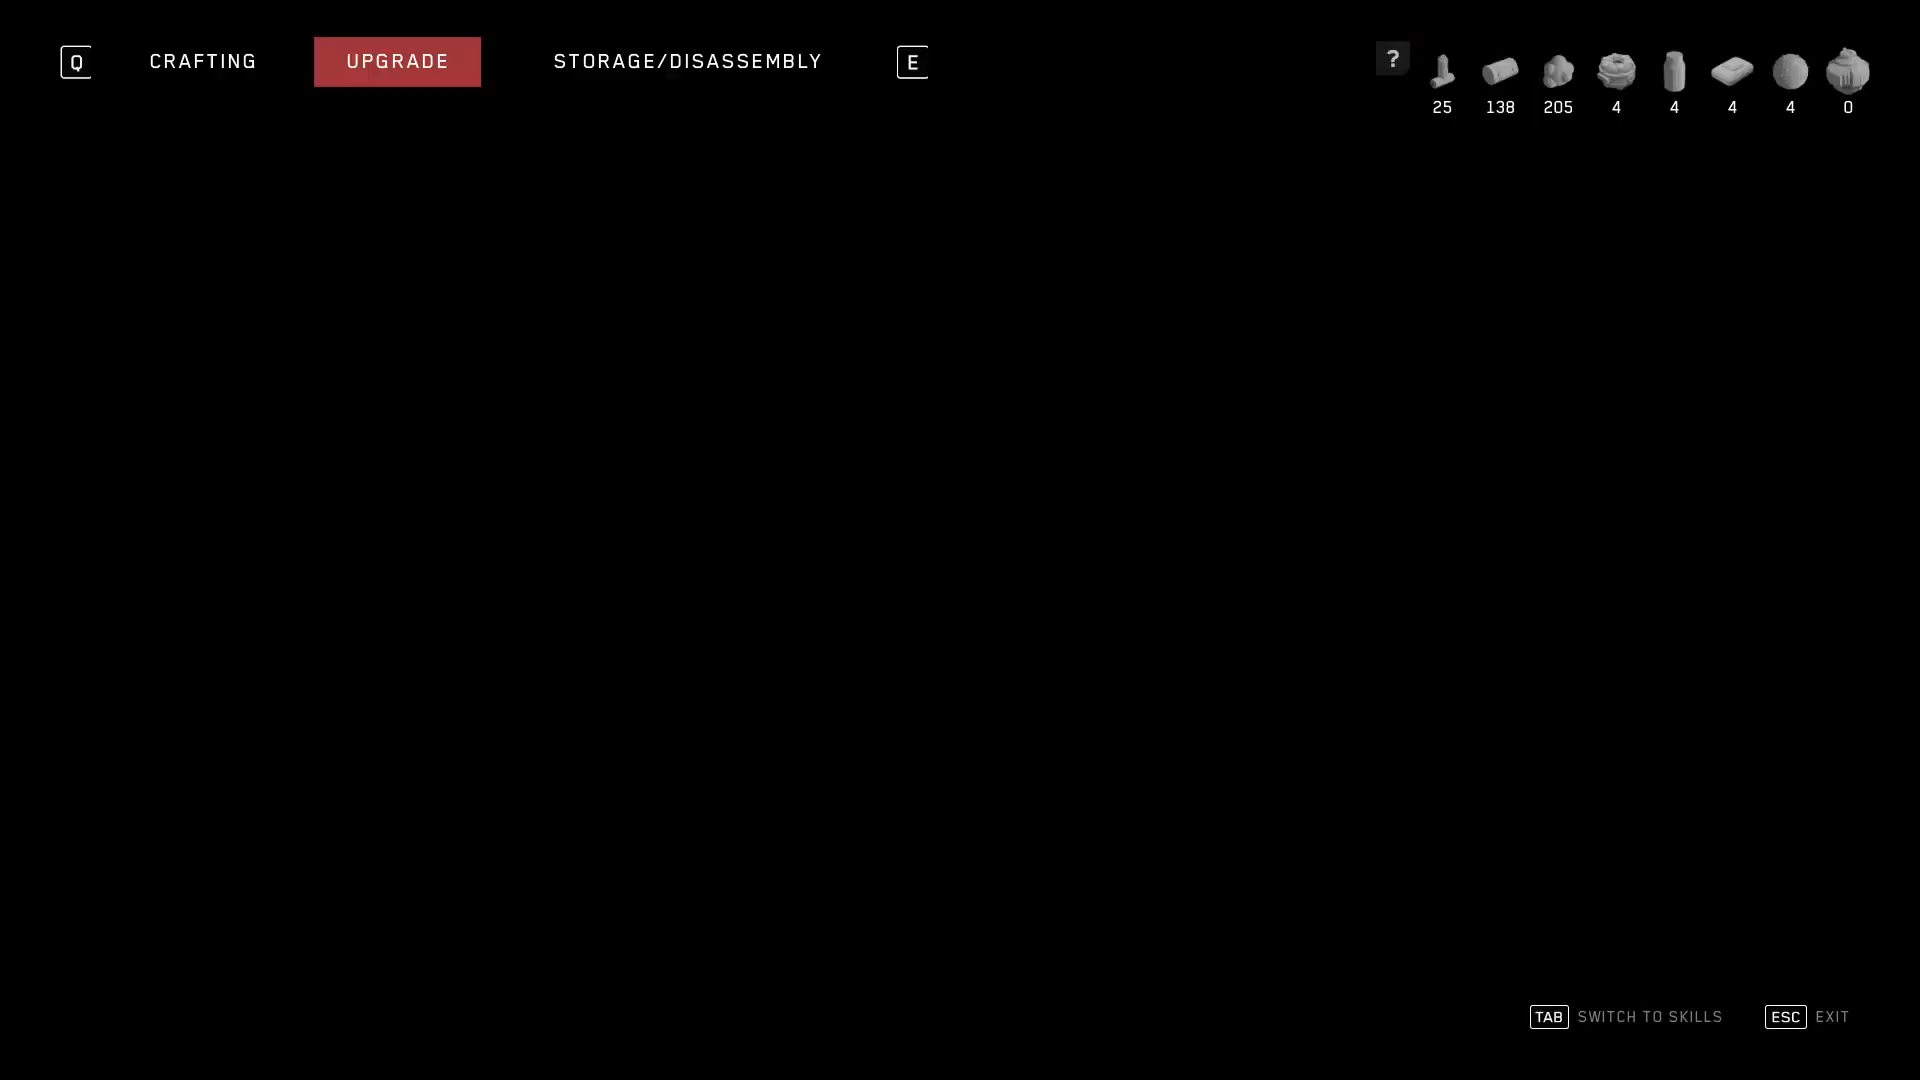 Q CRAFTING UPGRADE STORAGE/DISASSEMBLY E ?
25 138 205 4 4 4 4 0
TAB SWITCH TO SKILLS ESC EXIT